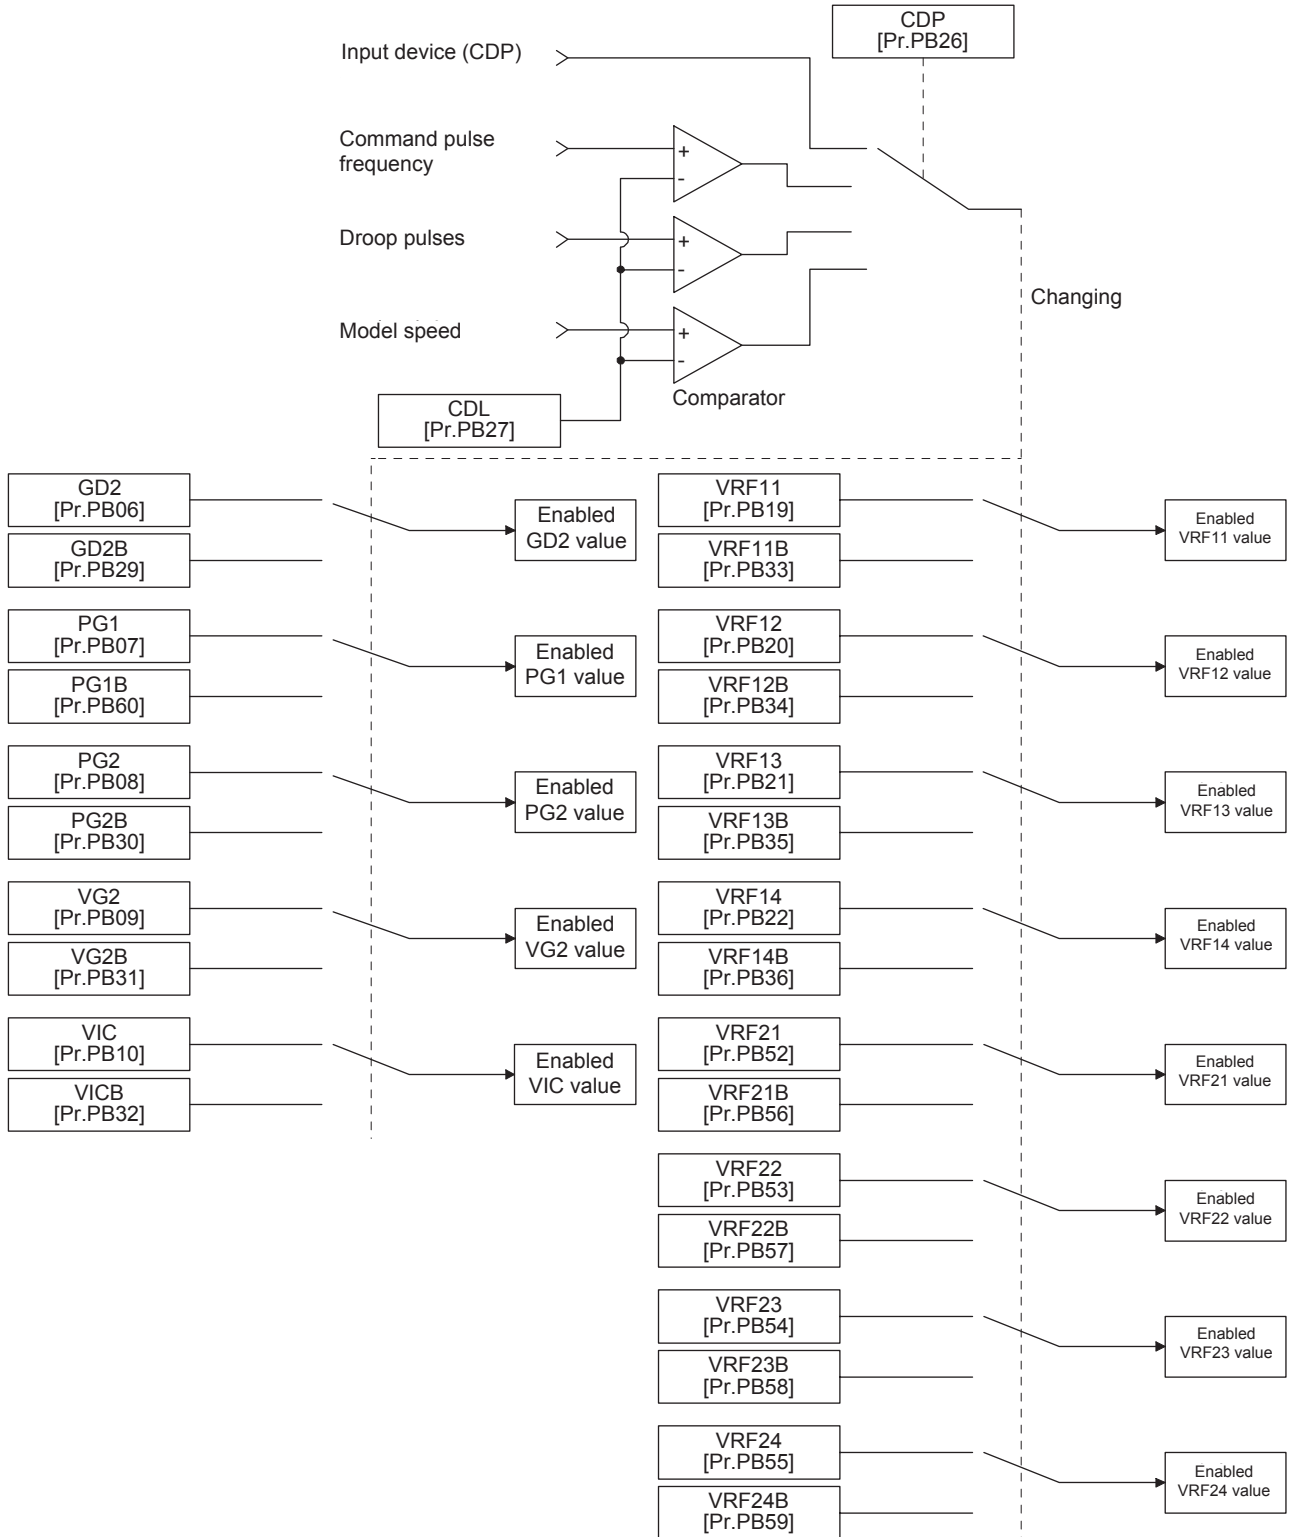 CDP
[Pr.PB26]
Input device (CDP)
Command pulse
frequency
+
-
Droop pulses
+
-
Changing
Model speed
+
-
Comparator
CDL
[Pr.PB27]
GD2
[Pr.PB06]
GD2B
[Pr.PB29]
Enabled
GD2 value
PG1
[Pr.PB07]
PG1B
[Pr.PB60]
Enabled
PG1 value
PG2
[Pr.PB08]
PG2B
[Pr.PB30]
Enabled
PG2 value
VG2
[Pr.PB09]
VG2B
[Pr.PB31]
Enabled
VG2 value
VIC
[Pr.PB10]
VICB
[Pr.PB32]
Enabled
VIC value
VRF11
[Pr.PB19]
VRF11B
[Pr.PB33]
Enabled
VRF11 value
VRF12
[Pr.PB20]
VRF12B
[Pr.PB34]
Enabled
VRF12 value
VRF13
[Pr.PB21]
VRF13B
[Pr.PB35]
Enabled
VRF13 value
VRF14
[Pr.PB22]
VRF14B
[Pr.PB36]
Enabled
VRF14 value
VRF21
[Pr.PB52]
VRF21B
[Pr.PB56]
Enabled
VRF21 value
VRF22
[Pr.PB53]
VRF22B
[Pr.PB57]
Enabled
VRF22 value
VRF23
[Pr.PB54]
VRF23B
[Pr.PB58]
Enabled
VRF23 value
VRF24
[Pr.PB55]
VRF24B
[Pr.PB59]
Enabled
VRF24 value